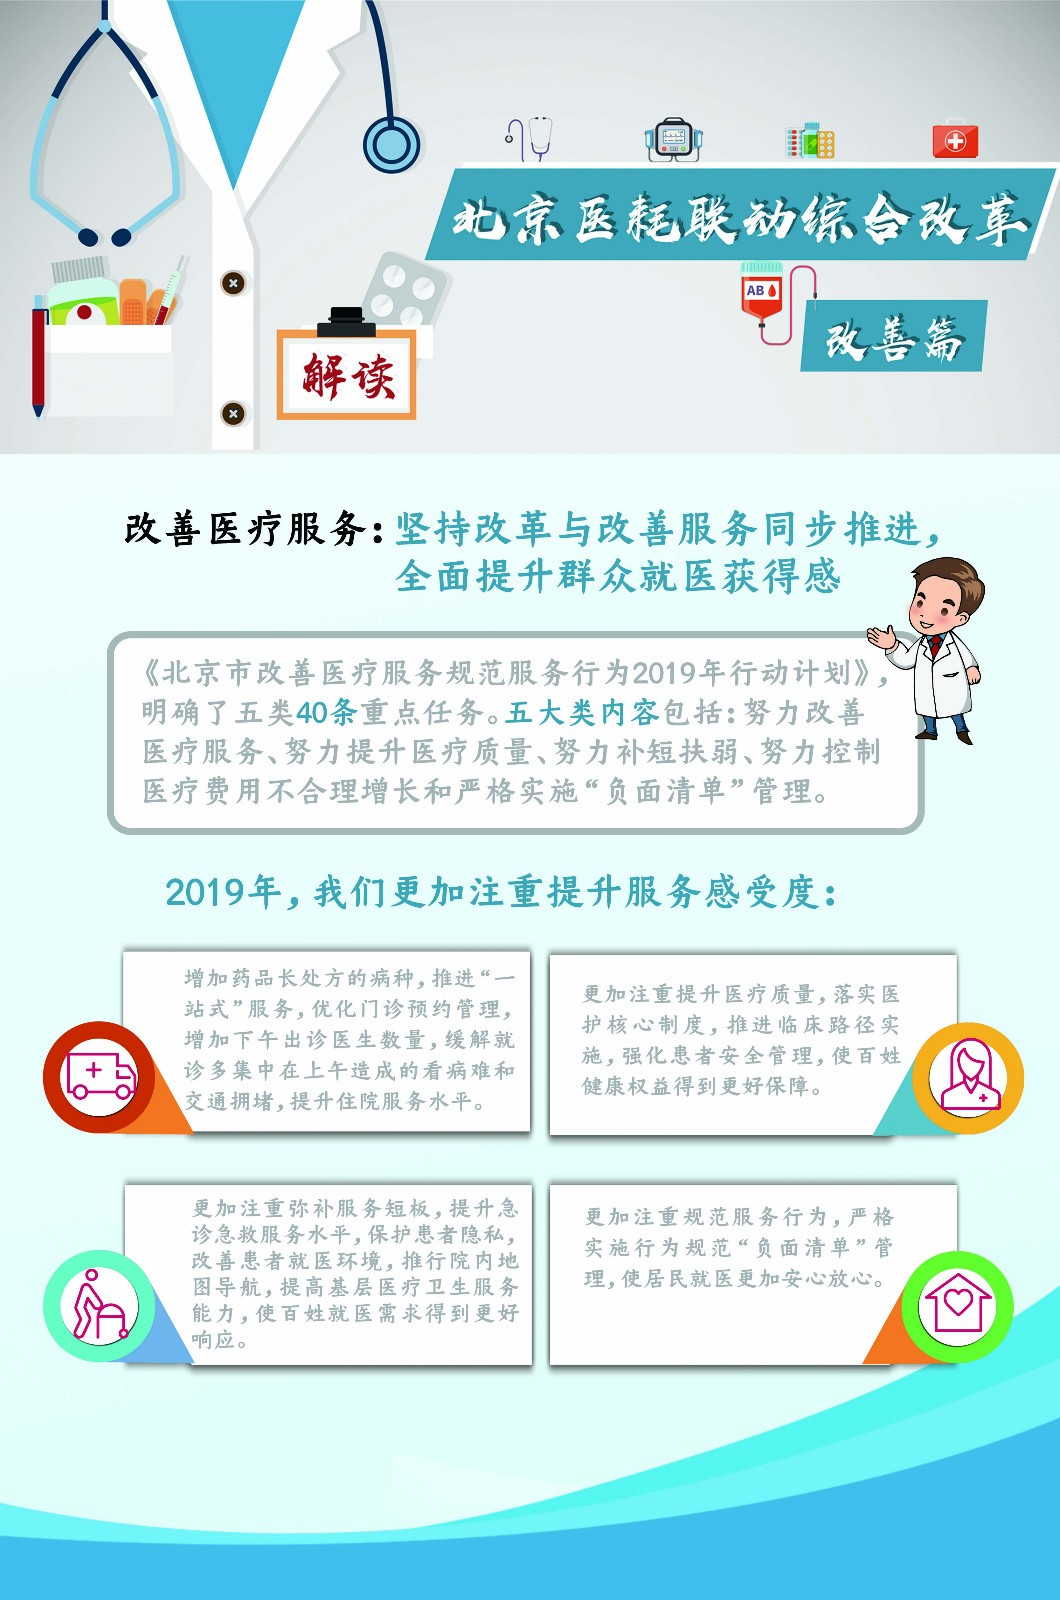 北京医耗联动综合改革
AB
改善篇
解读
改善医疗服务:坚持改革与改善服务同步推进,
全面提升群众就医获得感
《北京市改善医疗服务规范服务行为2019年行动计划》,
明确了五类40条重点任务。五大类内容包括:努力改善
医疗服务、努力提升医疗质量、努力补短扶弱、努力控制
医疗费用不合理增长和严格实施“负面清单”管理。
2019年,我们更加注重提升服务感受度:
增加药品长处方的病种,推进“一
站式”服务,优化门诊预约管理,
增加下午出诊医生数量,缓解就
诊多集中在上午造成的看病难和
交通拥堵,提升住院服务水平。
更加注重提升医疗质量,落实医
护核心制度,推进临床路径实
施,强化患者安全管理,使百姓
健康权益得到更好保障。
更加注重弥补服务短板,提升急
诊急救服务水平,保护患者隐私,
改善患者就医环境,推行院内地
图导航,提高基层医疗卫生服务
能力,使百姓就医需求得到更好
响应。
更加注重规范服务行为,严格
实施行为规范“负面清单”管
理,使居民就医更加安心放心。